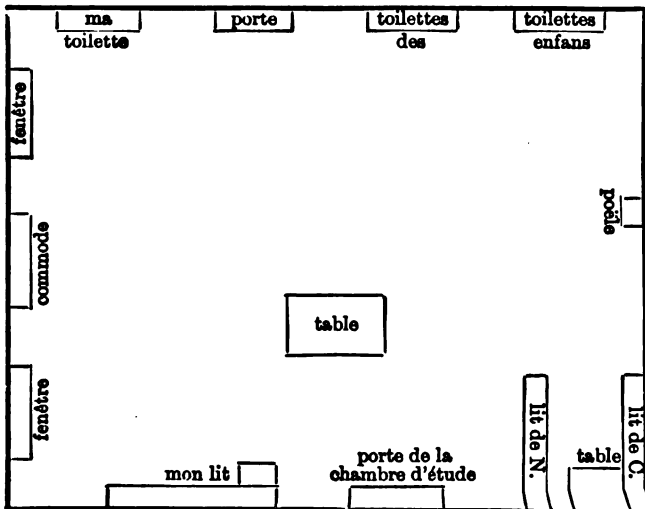 ma
toilette
porte
toilettes
des
toilettes
enfans
fenêtre
commode
fenêtre
poële
table
mon lit
porte de la
chambre d'étude
lit de N.
table
lit de C.